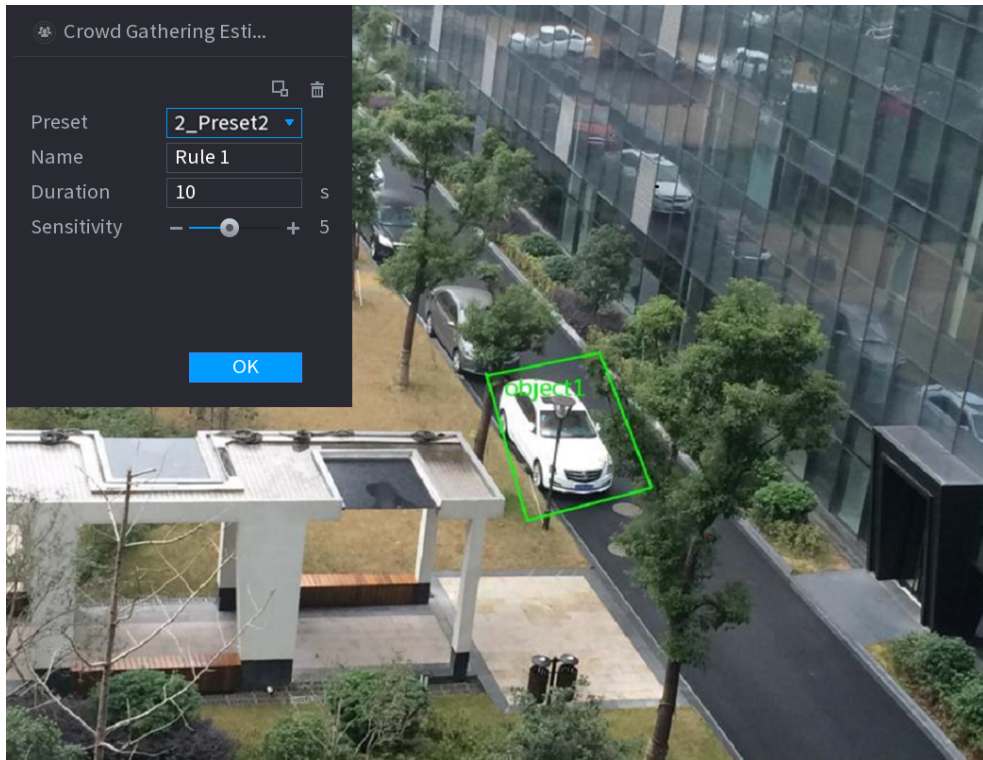 Crowd Gathering Esti...
Preset 2_Preset2
Name Rule 1
Duration 10 s
Sensitivity 5
OK
object1